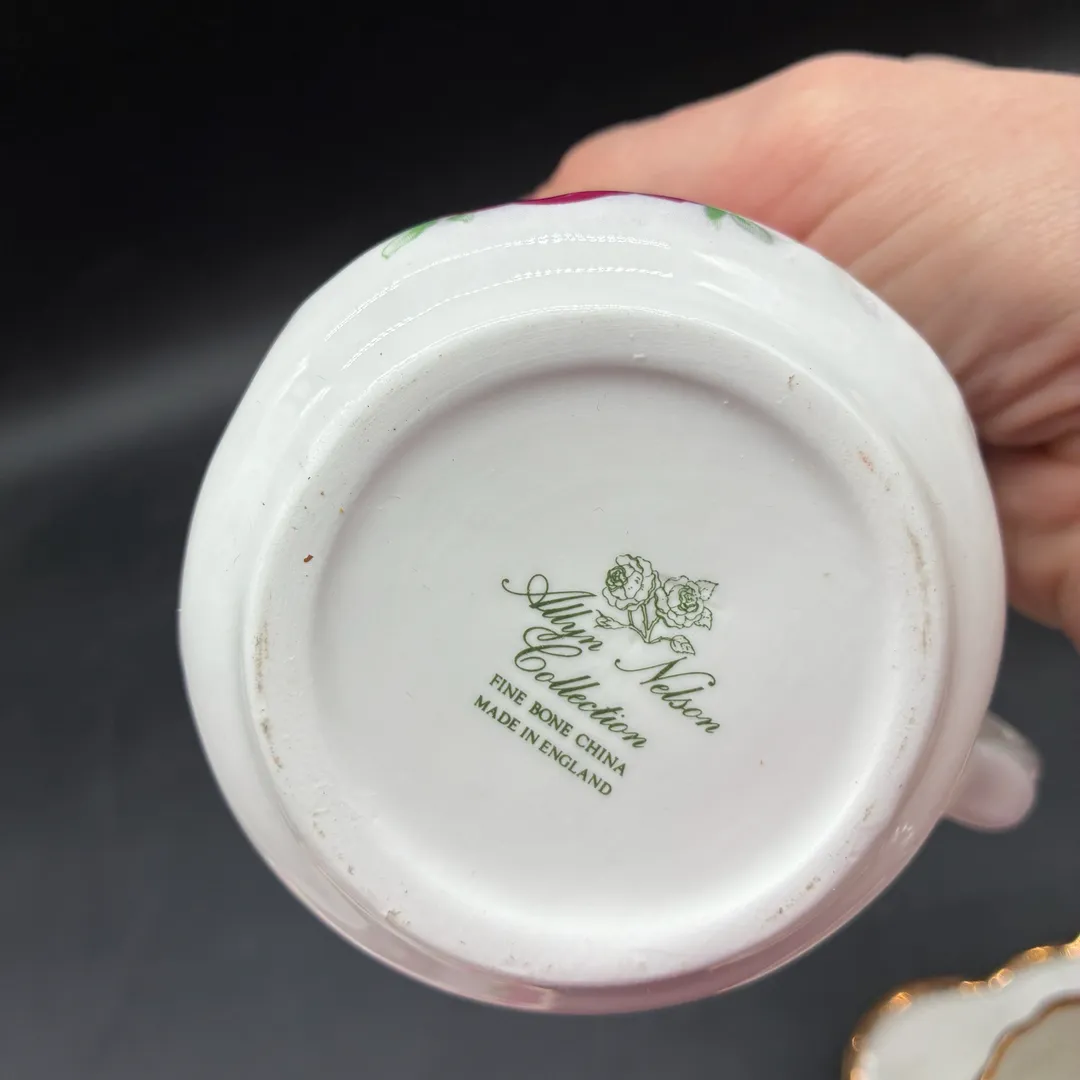 Allyn Nelson
Collection
FINE BONE CHINA
MADE IN ENGLAND